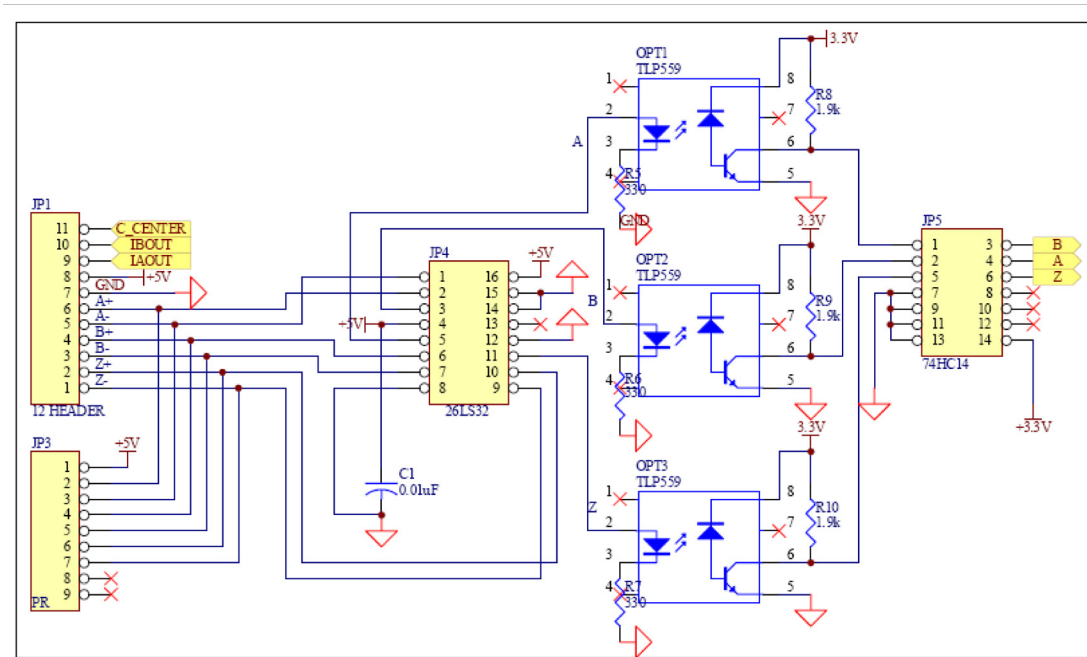 JP1
11
10
9
8
7
6
5
4
3
2
1
C_CENTER
IBOUT
IAOUT
+5V
GND
A+
A-
B+
B-
Z+
Z-
12 HEADER
JP3
1
2
3
4
5
6
7
8
9
+5V
PR
JP4
1
2
3
4
5
6
7
8
16
15
14
13
12
11
10
9
+5V
+5V
26LS32
C1
0.01uF
A
B
Z
OPT1
TLP559
1
2
3
4
8
7
6
5
R5
330
GND
3.3V
R8
1.9k
OPT2
TLP559
1
2
3
4
8
7
6
5
R6
330
3.3V
R9
1.9k
OPT3
TLP559
1
2
3
4
8
7
6
5
R7
330
3.3V
R10
1.9k
JP5
1
2
5
7
9
11
13
3
4
6
8
10
12
14
B
A
Z
74HC14
+3.3V